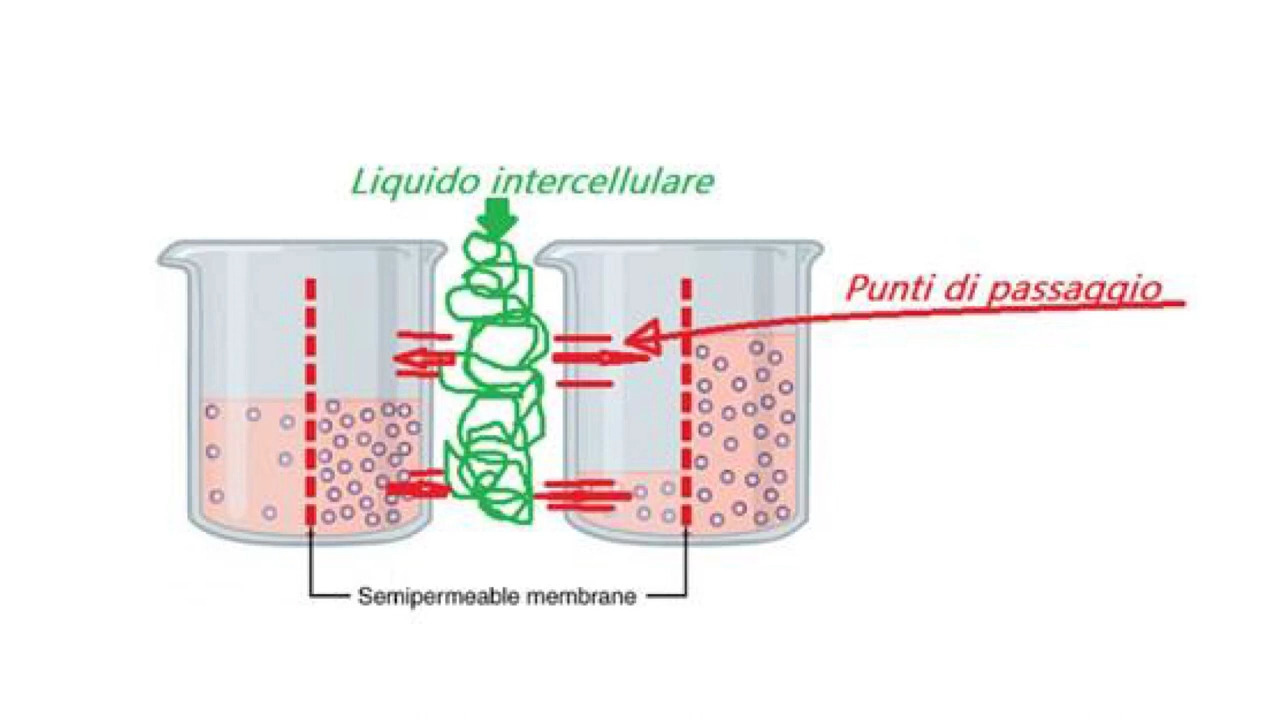 Liquido intercellulare
Punti di passaggio
Semipermeable membrane